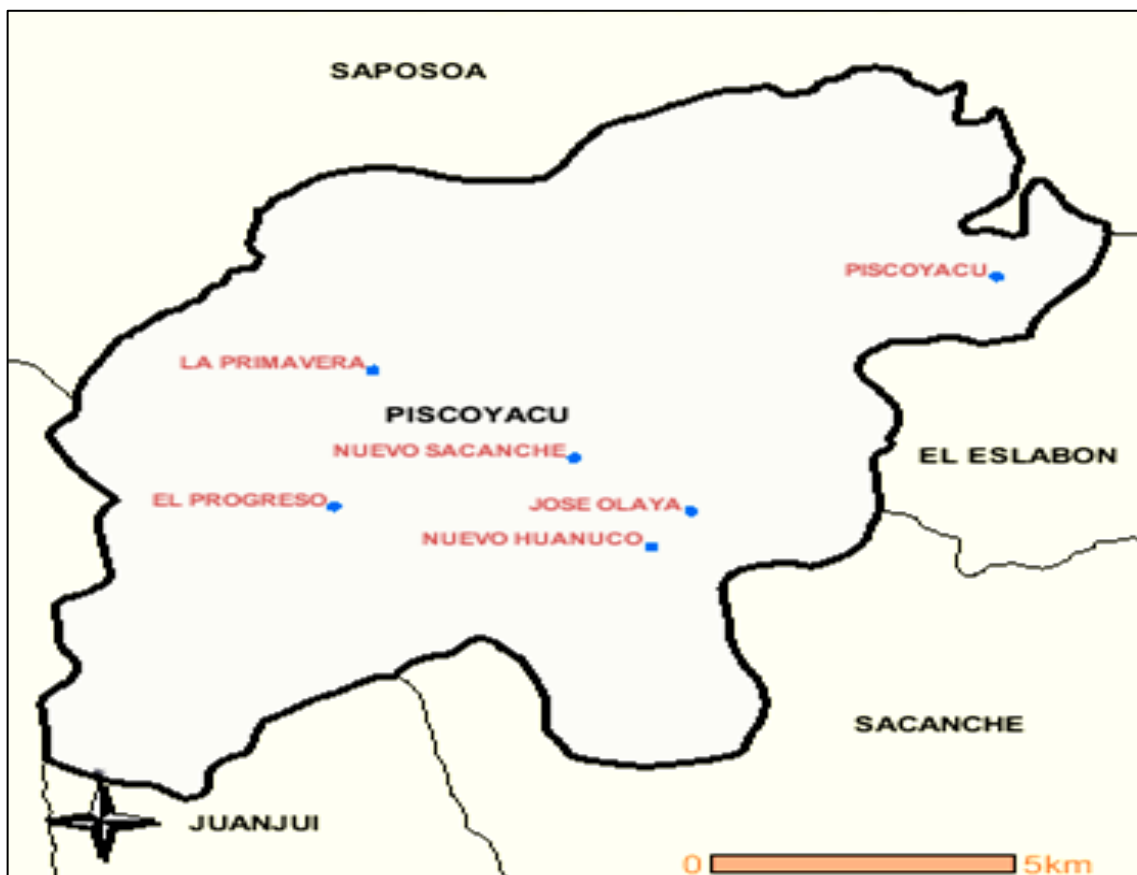 SAPOSOA
PISCOYACU
LA PRIMAVERA
PISCOYACU
NUEVO SACANCHE
EL ESLABON
EL PROGRESO
JOSE OLAYA
NUEVO HUANUCO
SACANCHE
JUANJUI
0 5km